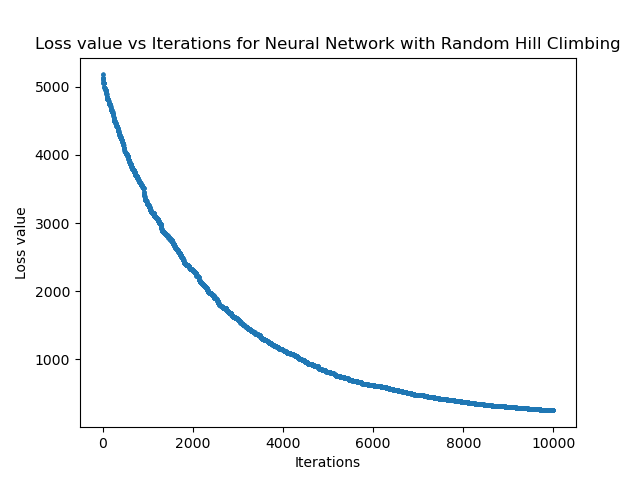 Loss value vs Iterations for Neural Network with Random Hill Climbing
5000
4000
3000
2000
1000
Loss value
0 2000 4000 6000 8000 10000
Iterations